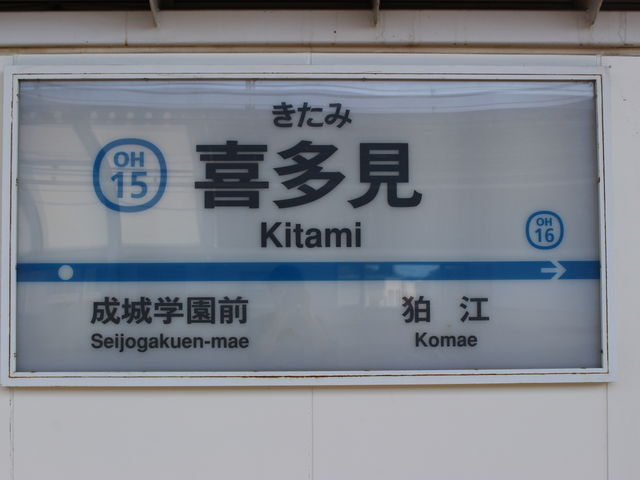 きたみ
OH
15
喜多見
Kitami
OH
16
成城学園前
狛 江
Seijogakuen-mae
Komae